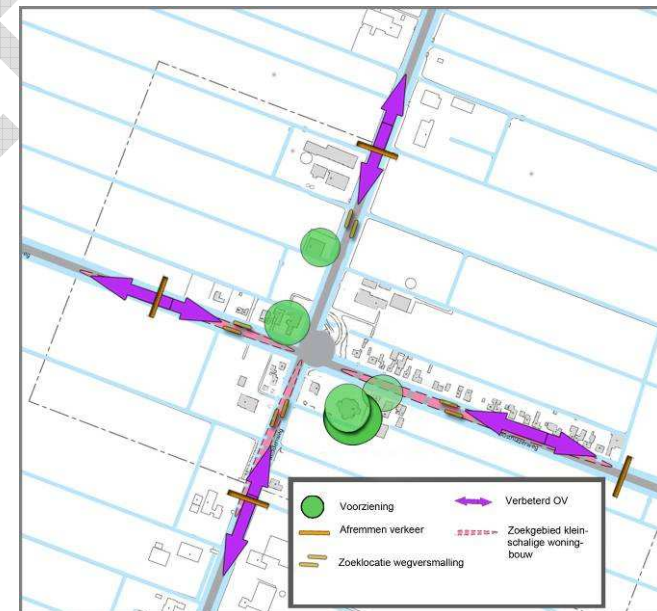 Voorziening
Verbeterd OV
Afremmen verkeer
Zoekgebied klein-
schalige woning-
bouw
Zoeklocatie wegversmalling